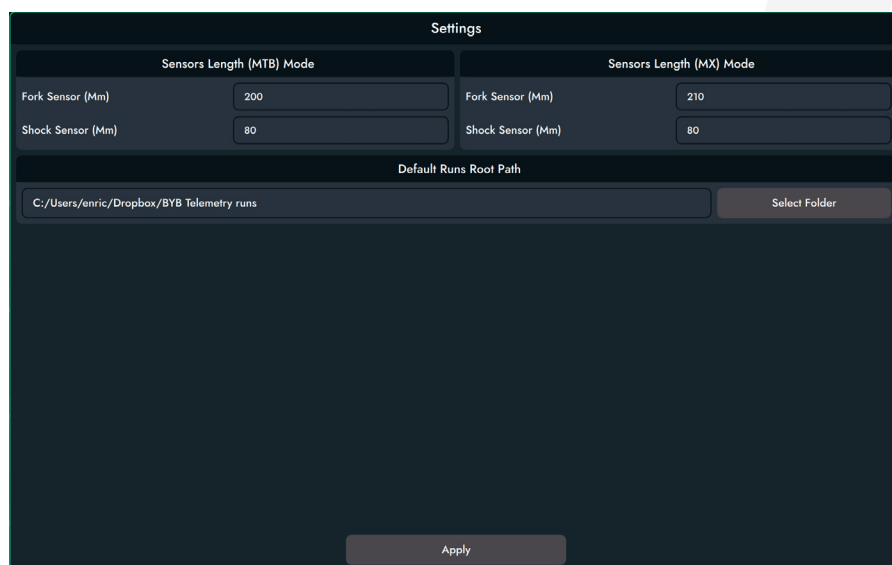 Settings
Sensors Length (MTB) Mode
Fork Sensor (Mm) 200
Shock Sensor (Mm) 80
Sensors Length (MX) Mode
Fork Sensor (Mm) 210
Shock Sensor (Mm) 80
Default Runs Root Path
C:/Users/enric/Dropbox/BYB Telemetry runs Select Folder
Apply